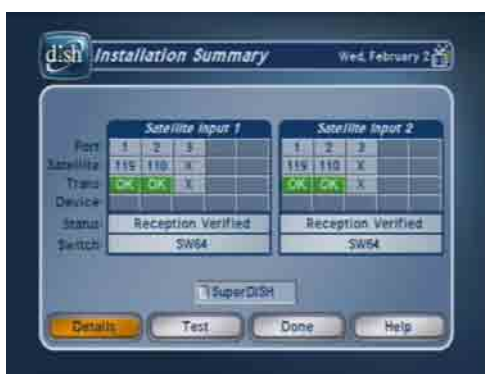 dish Installation Summary Wed, February 2
Satellite Input 1 Satellite Input 2
Port 1 2 3 1 2 3
Satellite 119 110 X 119 110 X
Trans OK OK X OK OK X
Device
Status Reception Verified Reception Verified
Switch SW64 SW64
SuperDISH
Details Test Done Help